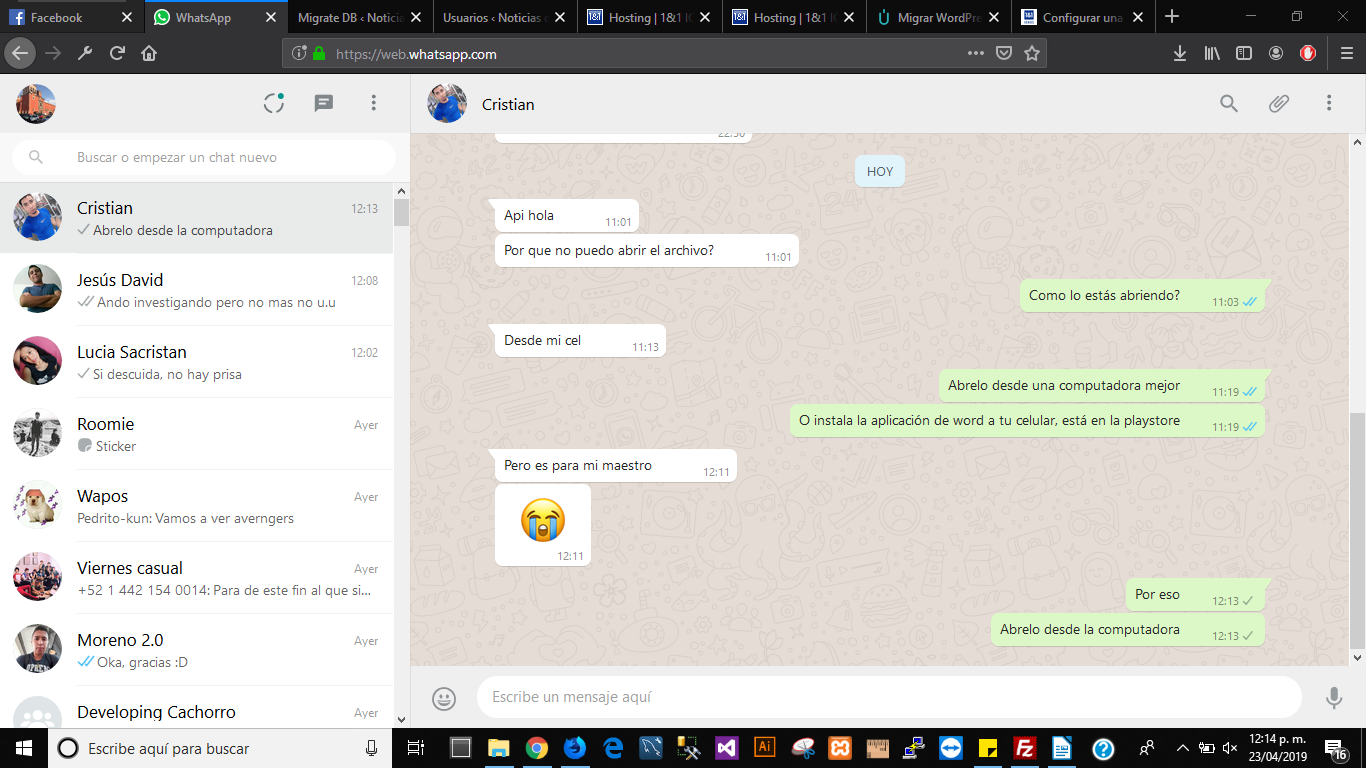 Facebook
WhatsApp
Migrate DB ‹ Noticia
Usuarios ‹ Noticias
Hosting | 1&1 I
Hosting | 1&1 I
Migrar WordPre
Configurar una
https://web.whatsapp.com
Cristian
Buscar o empezar un chat nuevo
Cristian
12:13
Abrelo desde la computadora
Jesús David
12:08
Ando investigando pero no mas no u.u
Lucia Sacristan
12:02
Si descuida, no hay prisa
Roomie
Ayer
Sticker
Wapos
Ayer
Pedrito-kun: Vamos a ver averngers
Viernes casual
Ayer
+52 1 442 154 0014: Para de este fin al que si...
Moreno 2.0
Ayer
Oka, gracias :D
Developing Cachorro
Ayer
HOY
Api hola
11:01
Por que no puedo abrir el archivo?
11:01
Como lo estás abriendo?
11:03
Desde mi cel
11:13
Abrelo desde una computadora mejor
11:19
O instala la aplicación de word a tu celular, está en la playstore
11:19
Pero es para mi maestro
12:11
12:11
Por eso
12:13
Abrelo desde la computadora
12:13
Escribe un mensaje aquí
Escribe aquí para buscar
12:14 p. m.
23/04/2019
16